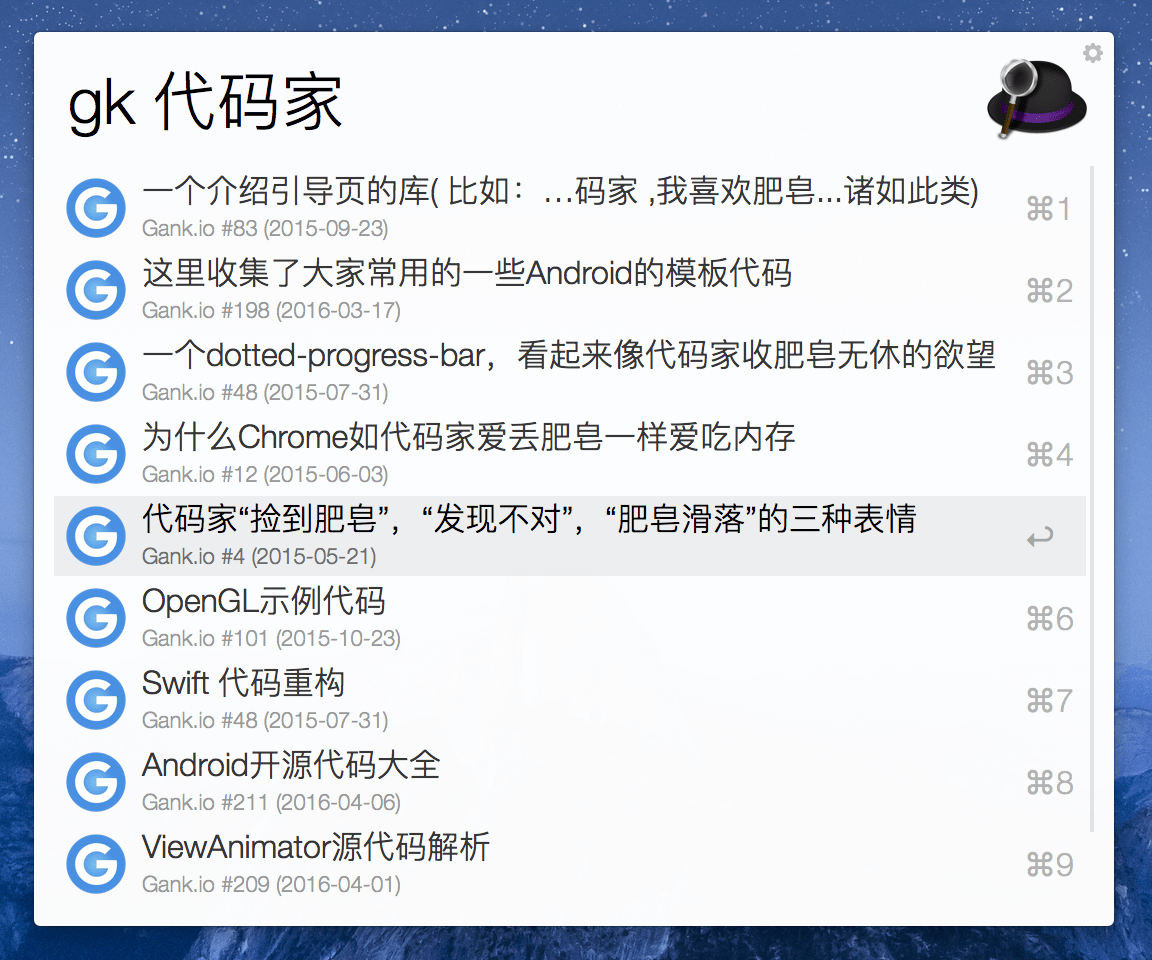 gk 代码家
一个介绍引导页的库( 比如：…码家 ,我喜欢肥皂...诸如此类)
⌘1
Gank.io #83 (2015-09-23)
这里收集了大家常用的一些Android的模板代码
⌘2
Gank.io #198 (2016-03-17)
一个dotted-progress-bar，看起来像代码家收肥皂无休的欲望
⌘3
Gank.io #48 (2015-07-31)
为什么Chrome如代码家爱丢肥皂一样爱吃内存
⌘4
Gank.io #12 (2015-06-03)
代码家“捡到肥皂”，“发现不对”，“肥皂滑落”的三种表情
↩
Gank.io #4 (2015-05-21)
OpenGL示例代码
⌘6
Gank.io #101 (2015-10-23)
Swift 代码重构
⌘7
Gank.io #48 (2015-07-31)
Android开源代码大全
⌘8
Gank.io #211 (2016-04-06)
ViewAnimator源代码解析
⌘9
Gank.io #209 (2016-04-01)